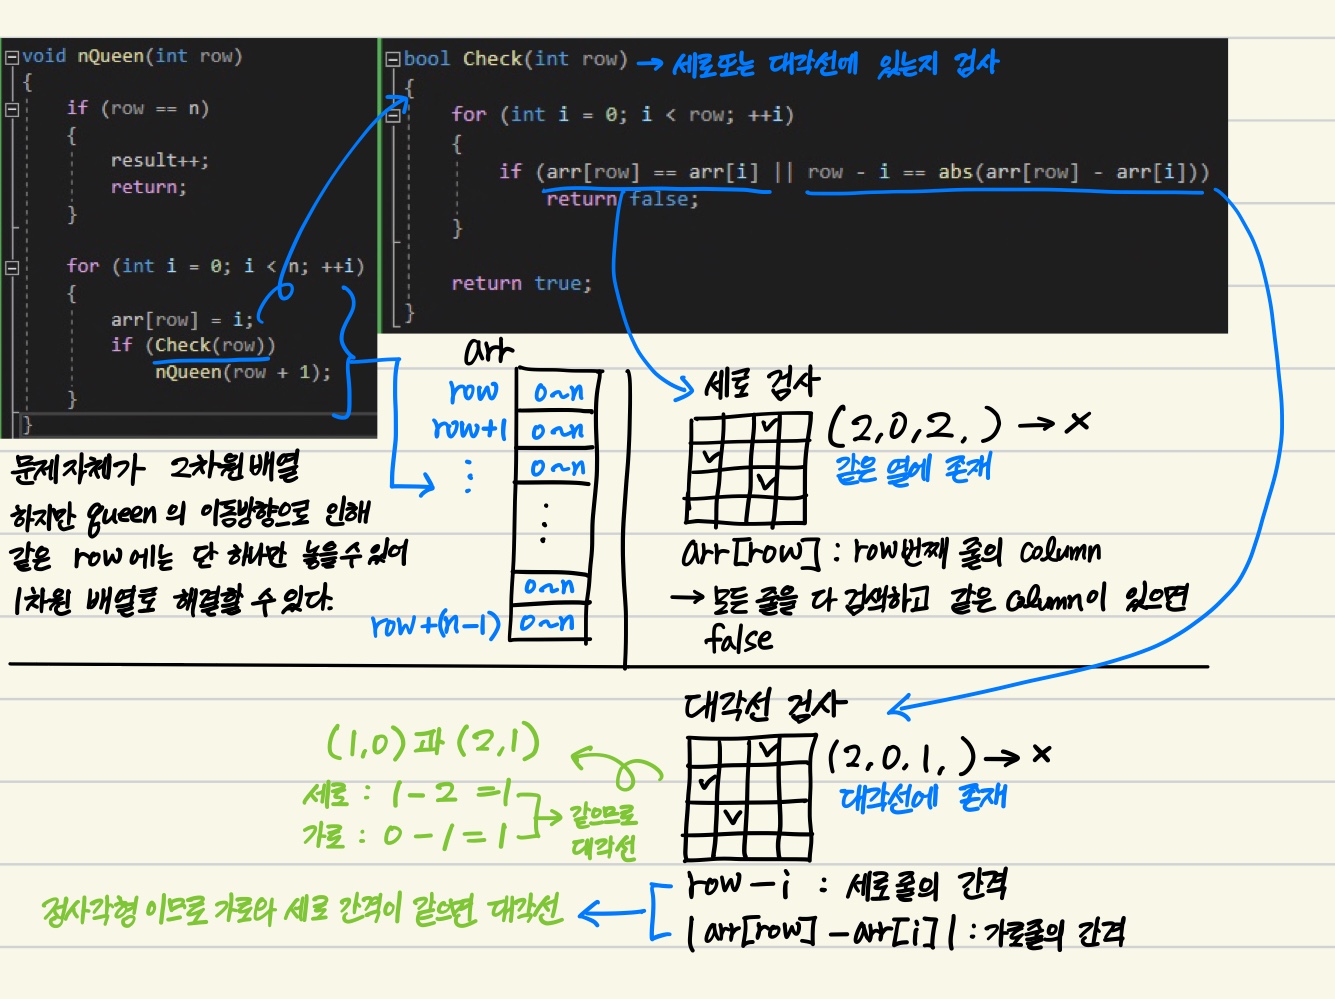 void nQueen(int row)
{
if (row == n)
{
result++;
return;
}
for (int i = 0; i < n; ++i)
{
arr[row] = i;
if (Check(row))
nQueen(row + 1);
}
}
bool Check(int row) → 세로또는 대각선에 있는지 검사
{
for (int i = 0; i < row; ++i)
{
if (arr[row] == arr[i] || row - i == abs(arr[row] - arr[i]))
return false;
}
return true;
}
문제자체가 2차원배열
하지만 queen의 이동방향으로 인해
같은 row에는 단 하나만 놓을수 있어
1차원 배열로 해결할 수 있다.
arr
row 0~n
row+1 0~n
⋮ 0~n
⋮
0~n
row+(n-1) 0~n
세로 검사
(2,0,2, ) → x
같은 열에 존재
arr[row] : row번째 줄의 column
→ 모든 줄을 다 검색하고 같은 column이 있으면
false
대각선 검사
(2,0,1, ) → x
대각선에 존재
(1,0)과 (2,1)
세로 : 1-2 =1
가로 : 0-1=1
같으므로
대각선
row-i : 세로줄의 간격
|arr[row] -arr[i]| : 가로줄의 간격
정사각형 이므로 가로와 세로 간격이 같으면 대각선